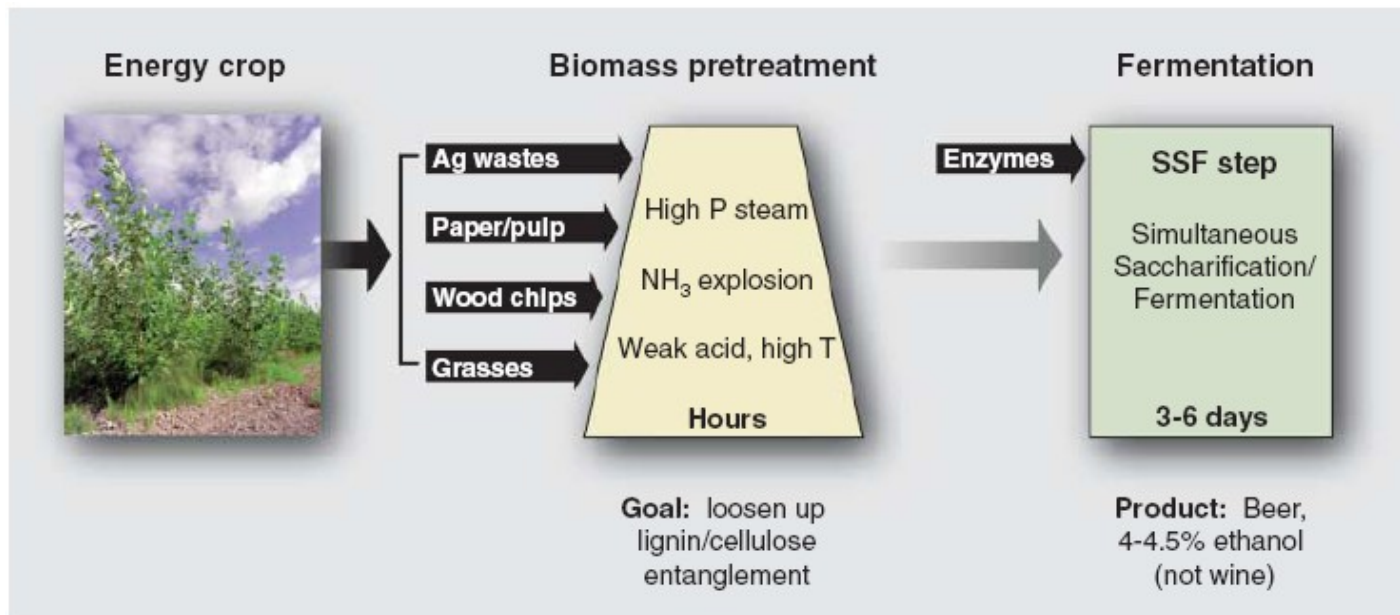 Energy crop
Biomass pretreatment
Fermentation
Ag wastes
Paper/pulp
Wood chips
Grasses
High P steam
NH₃ explosion
Weak acid, high T
Hours
Goal: loosen up
lignin/cellulose
entanglement
Enzymes
SSF step
Simultaneous
Saccharification/
Fermentation
3-6 days
Product: Beer,
4-4.5% ethanol
(not wine)